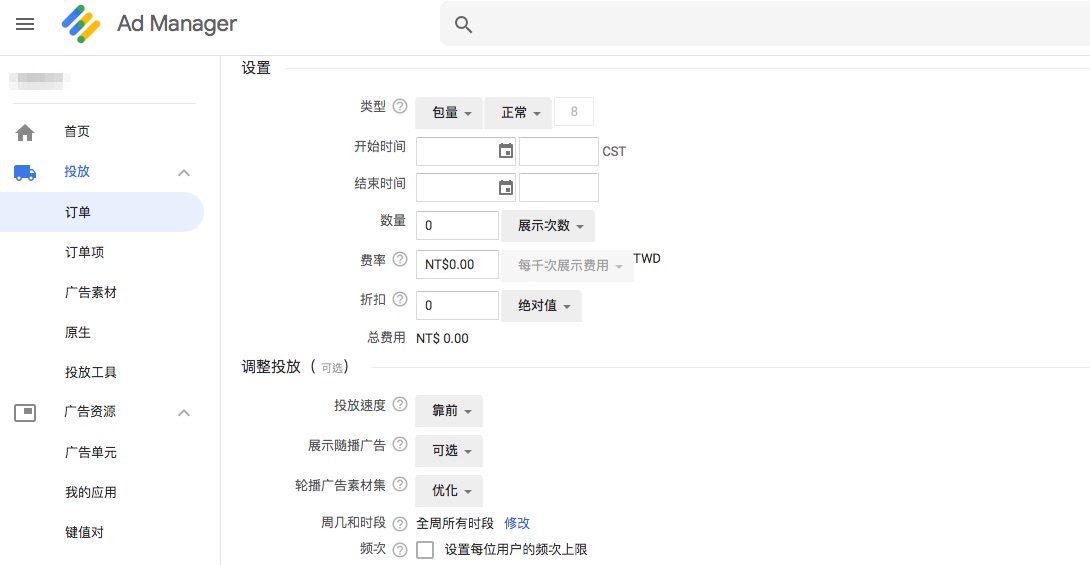 Ad Manager
首页
投放
订单
订单项
广告素材
原生
投放工具
广告资源
广告单元
我的应用
键值对
设置
类型 包量 正常 8
开始时间 CST
结束时间
数量 0 展示次数
费率 NT$0.00 每千次展示费用 TWD
折扣 0 绝对值
总费用 NT$ 0.00
调整投放（可选）
投放速度 靠前
展示随播广告 可选
轮播广告素材集 优化
周几和时段 全周所有时段 修改
频次 设置每位用户的频次上限